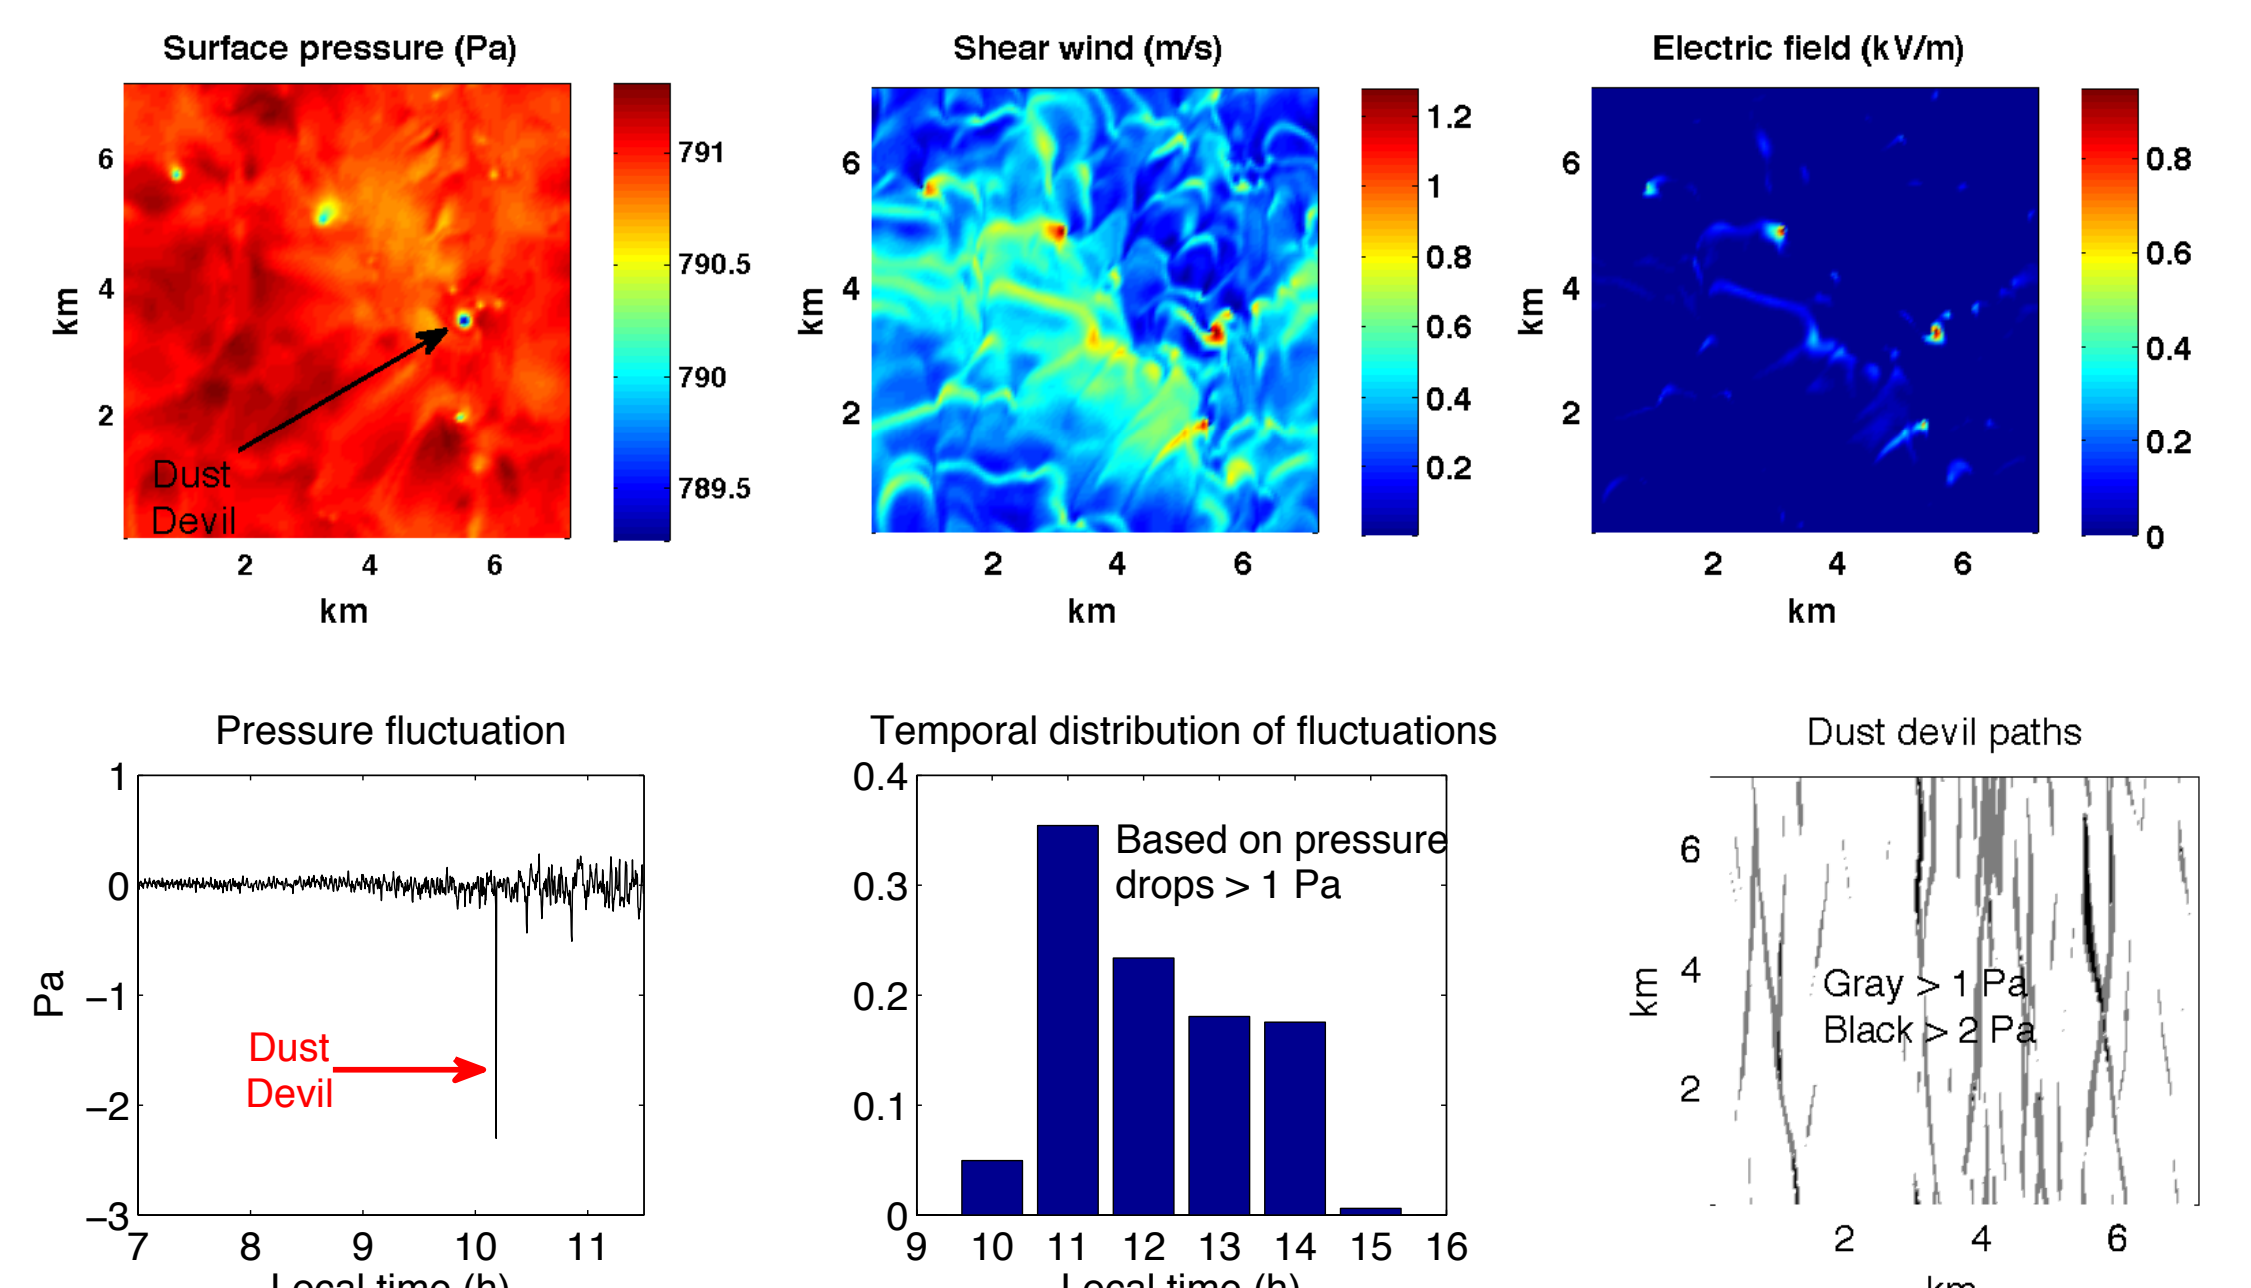 Surface pressure (Pa)
km
6
4
2
2 4 6
km
791
790.5
790
789.5
Dust
Devil
Shear wind (m/s)
km
6
4
2
2 4 6
km
1.2
1
0.8
0.6
0.4
0.2
Electric field (kV/m)
km
6
4
2
2 4 6
km
0.8
0.6
0.4
0.2
0
Pressure fluctuation
Pa
1
0
−1
−2
−3
7 8 9 10 11
Local time (h)
Dust
Devil
Temporal distribution of fluctuations
0.4
0.3
0.2
0.1
0
9 10 11 12 13 14 15 16
Local time (h)
Based on pressure
drops > 1 Pa
Dust devil paths
km
6
4
2
2 4 6
km
Gray > 1 Pa
Black > 2 Pa